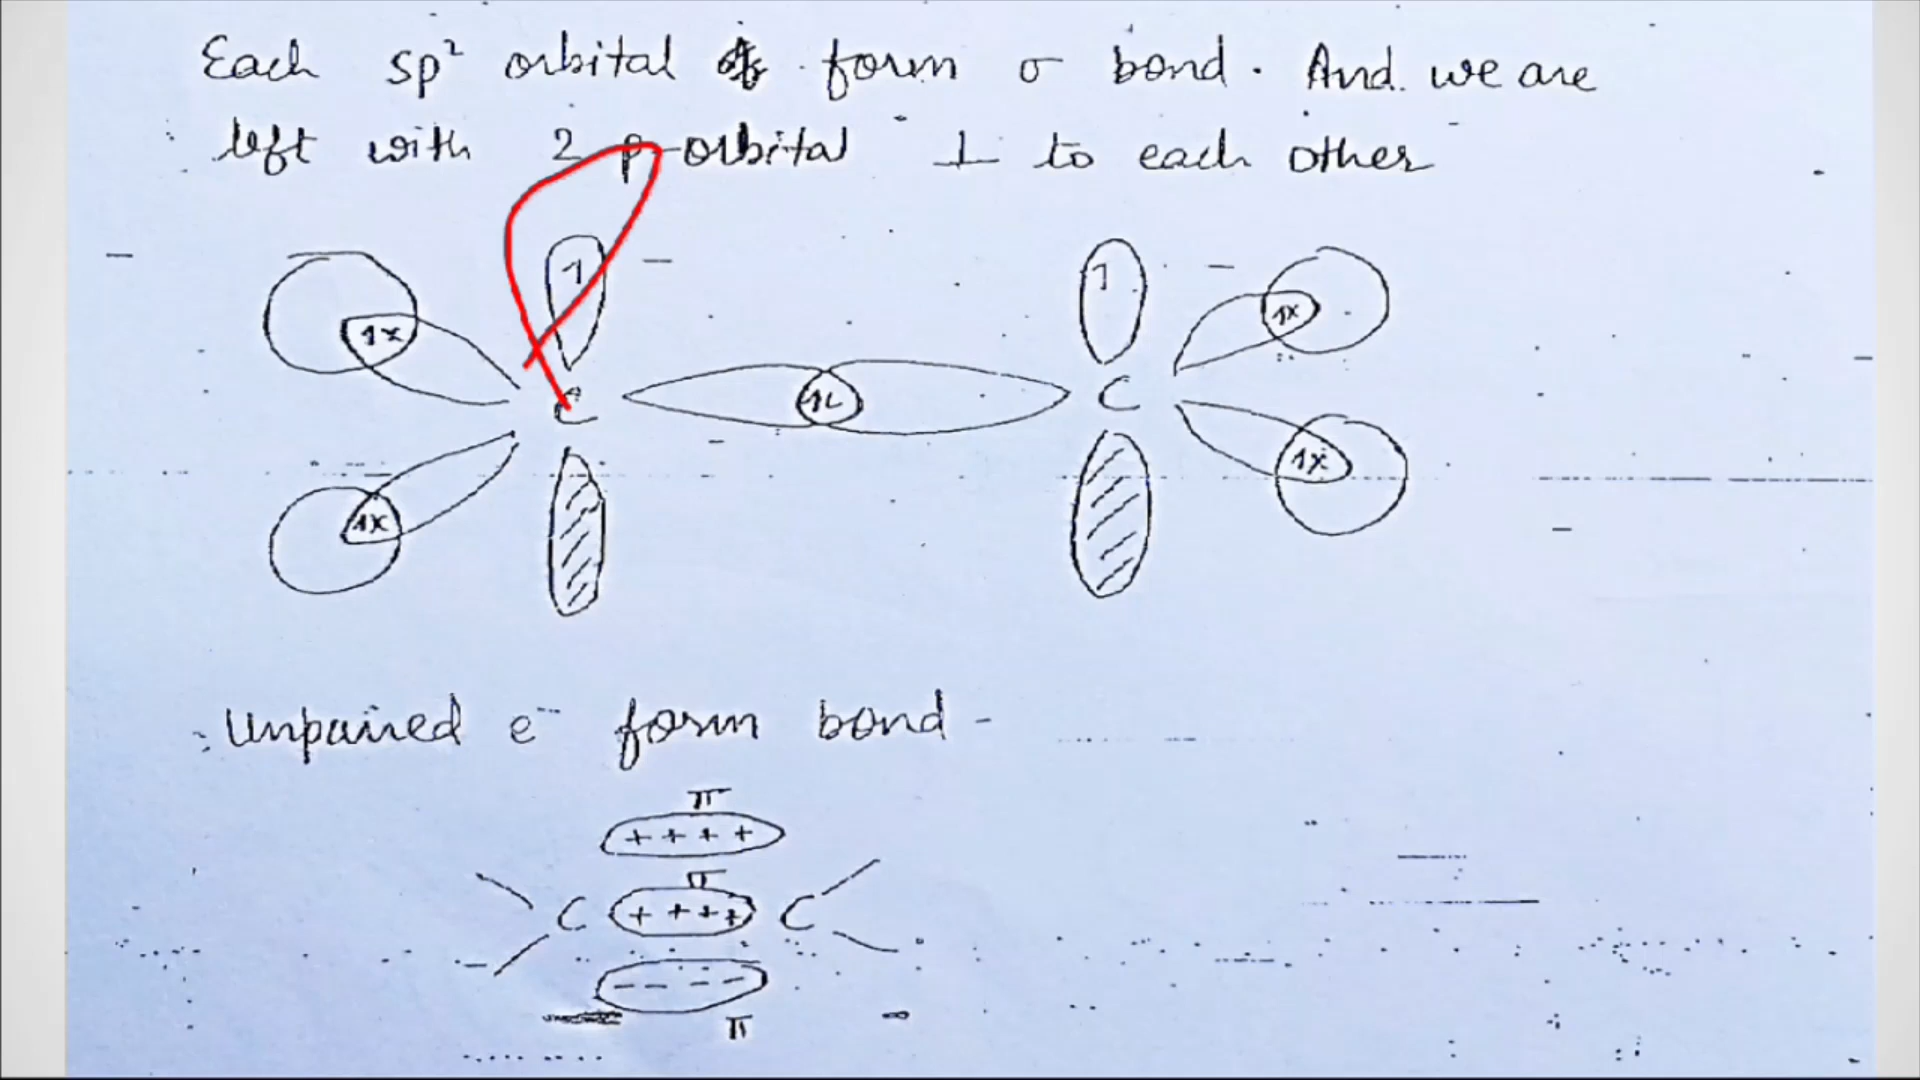 Each sp² orbital form σ bond. And we are
left with 2 p-orbital ⊥ to each other
1 1
1x 1x
C 1L C
1x 1x
Unpaired e⁻ form bond -
π
+ + + +
π
C + + + + C
- - - -
π